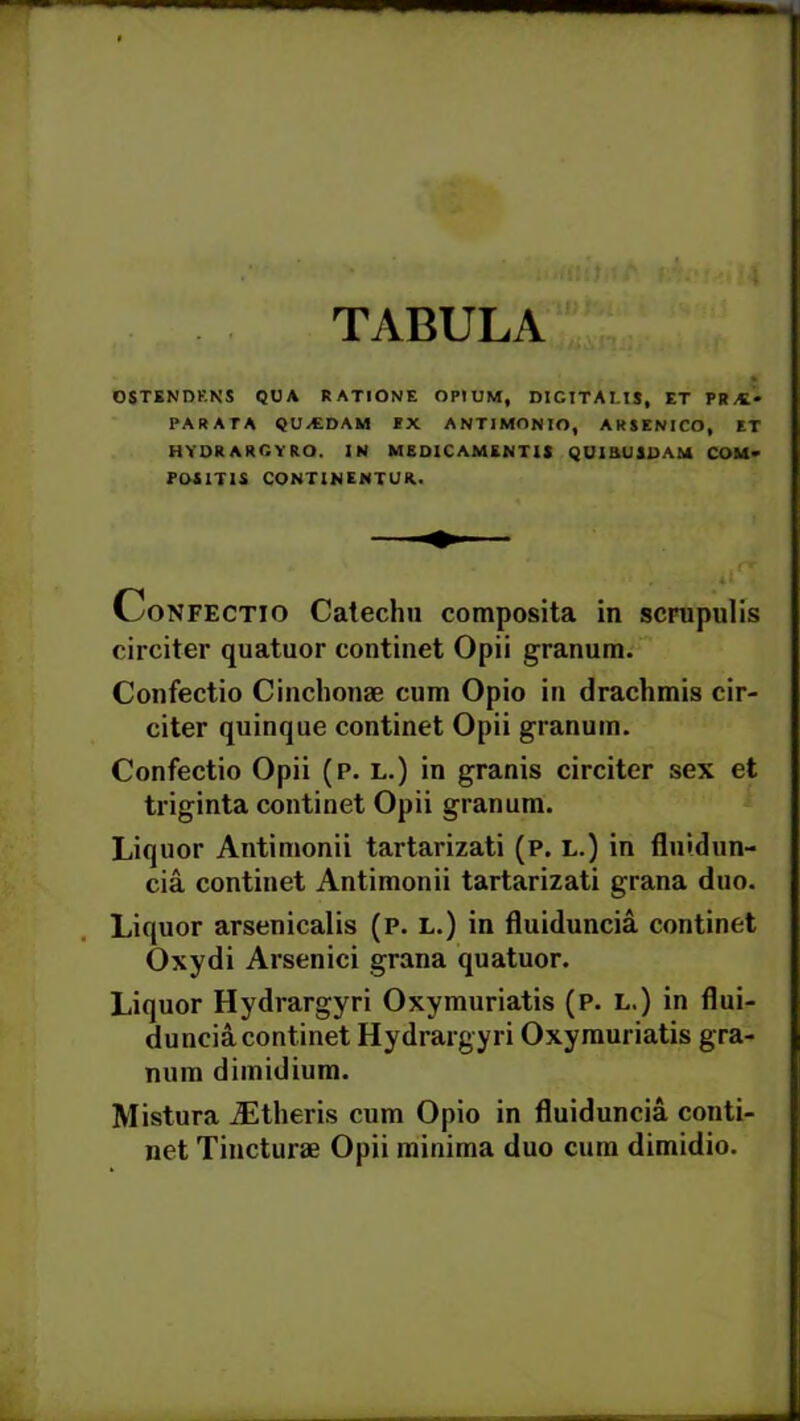 TABULA
OSTENDENS QUA RATIONE OPIUM, DIGITALIS, ET PRÆ-
PARATA QUÆDAM EX ANTIMONIO, ARSENICO, ET
HYDRARGYRO. IN MEDICAMENTIS QUIBUSDAM COM-
POSITIS CONTINENTUR.
CONFECTIO Catechu composita in scrupulis
circiter quatuor continet Opii granum.
Confectio Cinchonæ cum Opio in drachmis cir-
citer quinque continet Opii granum.
Confectio Opii (P. L.) in granis circiter sex et
triginta continet Opii granum.
Liquor Antimonii tartarizati (P. L.) in fluidun-
ciâ continet Antimonii tartarizati grana duo.
Liquor arsenicalis (P. L.) in fluidunciâ continet
Oxydi Arsenici grana quatuor.
Liquor Hydrargyri Oxymuriatis (P. L.) in flui-
dunciâ continet Hydrargyri Oxymuriatis gra-
num dimidium.
Mistura Ætheris cum Opio in fluidunciâ conti-
net Tincturæ Opii minima duo cum dimidio.